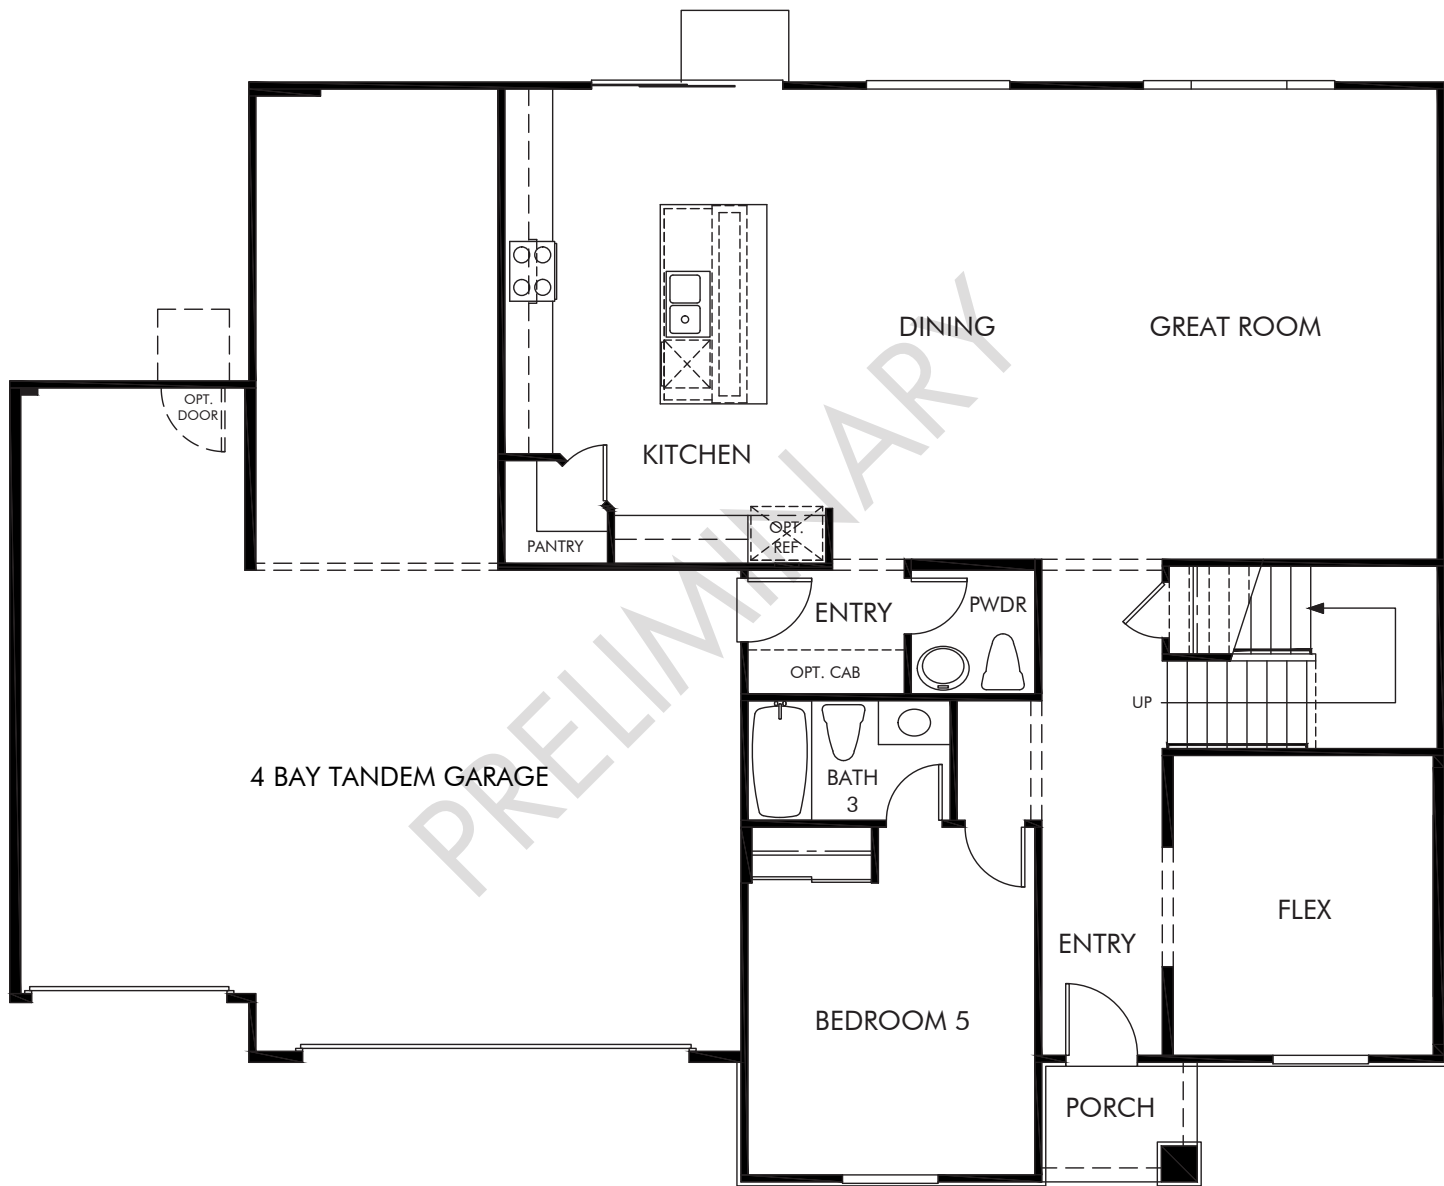 DINING
GREAT ROOM
OPT.
DOOR
KITCHEN
OPT.
REF
PANTRY
ENTRY
PWDR
OPT. CAB
UP
4 BAY TANDEM GARAGE
BATH
3
FLEX
ENTRY
BEDROOM 5
PORCH
PRELIMINARY